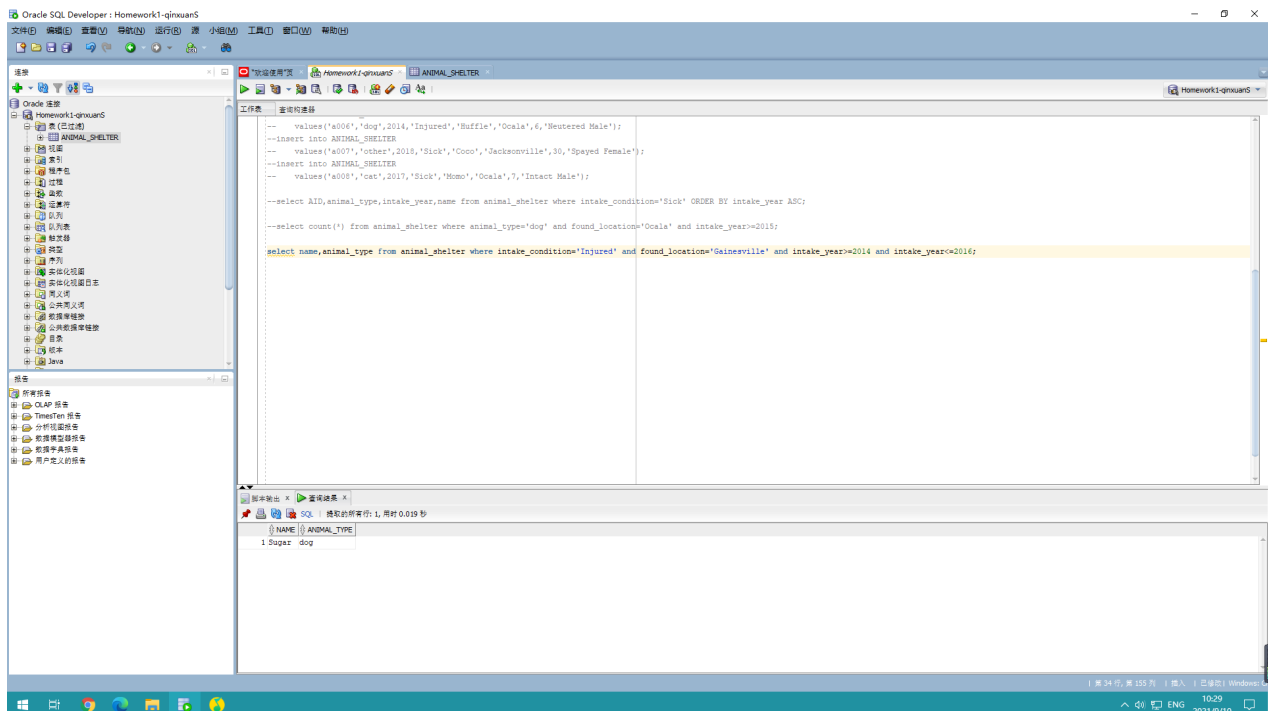 Oracle SQL Developer : Homework1-qinxuanS
文件(F) 编辑(E) 查看(V) 导航(N) 运行(R) 源 小组(M) 工具(T) 窗口(W) 帮助(H)
连接
Oracle 连接
Homework1-qinxuanS
表 (已过滤)
ANIMAL_SHELTER
视图
索引
程序包
过程
函数
运算符
队列
队列表
触发器
类型
序列
实体化视图
实体化视图日志
同义词
公共同义词
数据库链接
公共数据库链接
目录
版本
Java
报告
所有报告
OLAP 报告
TimesTen 报告
分析视图报告
数据模型器报告
数据字典报告
用户定义的报告
"欢迎使用"页 Homework1-qinxuanS ANIMAL_SHELTER
Homework1-qinxuanS
工作表 查询构建器
-- values('a006','dog',2014,'Injured','Huffle','Ocala',6,'Neutered Male');
--insert into ANIMAL_SHELTER
-- values('a007','other',2018,'Sick','Coco','Jacksonville',30,'Spayed Female');
--insert into ANIMAL_SHELTER
-- values('a008','cat',2017,'Sick','Momo','Ocala',7,'Intact Male');
--select AID,animal_type,intake_year,name from animal_shelter where intake_condition='Sick' ORDER BY intake_year ASC;
--select count(*) from animal_shelter where animal_type='dog' and found_location='Ocala' and intake_year>=2015;
select name,animal_type from animal_shelter where intake_condition='Injured' and found_location='Gainesville' and intake_year>=2014 and intake_year<=2016;
脚本输出 x 查询结果 x
SQL | 提取的所有行: 1, 用时 0.019 秒
NAME ANIMAL_TYPE
1 Sugar dog
| 第 34 行, 第 155 列 | 插入 | 已修改 | Windows:
ENG
10:29
2021/9/10